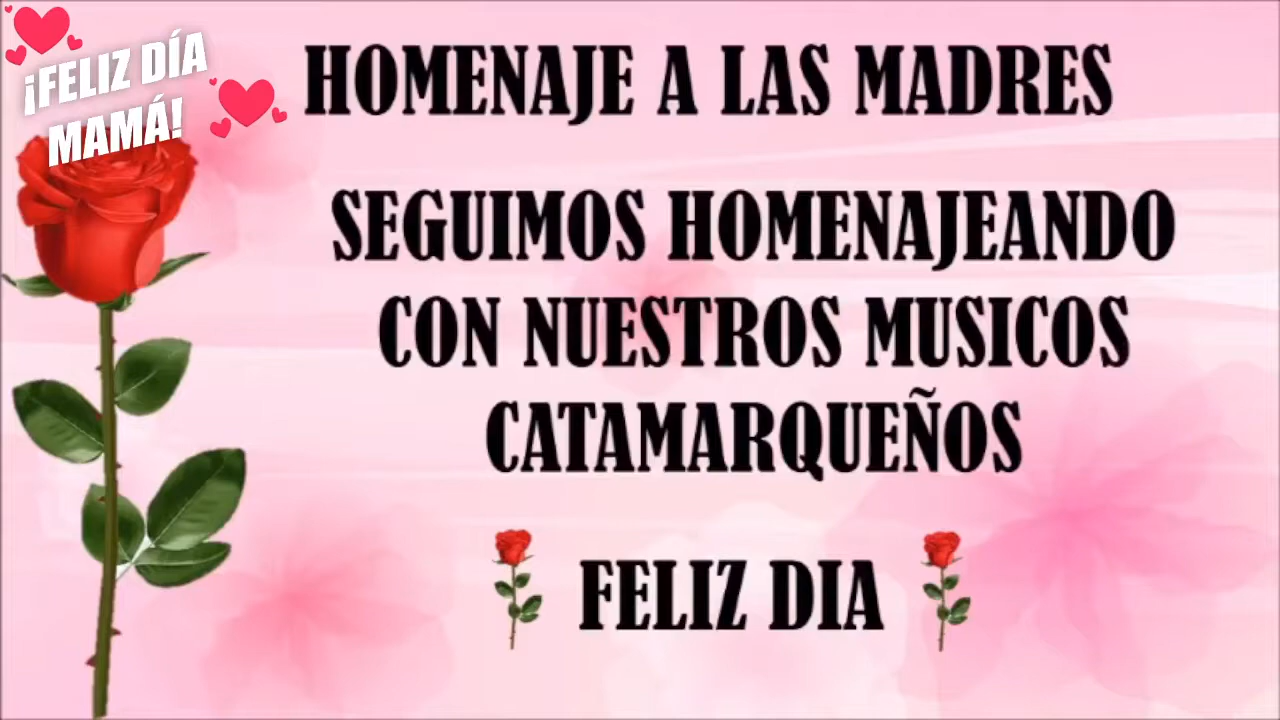 ¡FELIZ DÍA
MAMÁ!
HOMENAJE A LAS MADRES
SEGUIMOS HOMENAJEANDO
CON NUESTROS MUSICOS
CATAMARQUEÑOS
FELIZ DIA